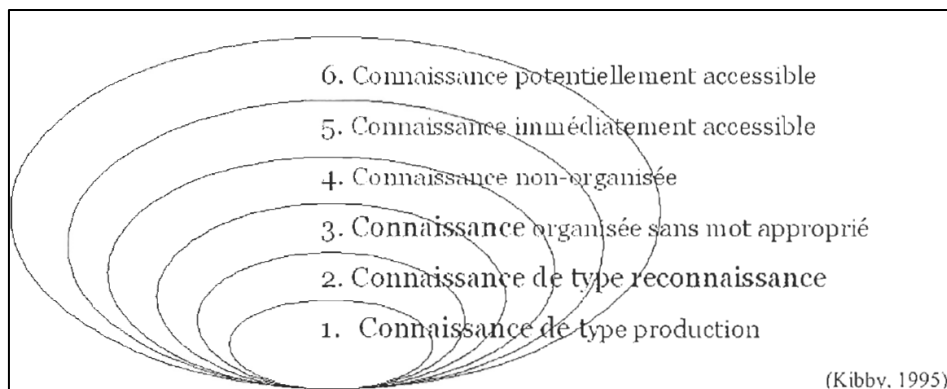 6. Connaissance potentiellement accessible
5. Connaissance immédiatement accessible
4. Connaissance non-organisée
3. Connaissance organisée sans mot approprié
2. Connaissance de type reconnaissance
1. Connaissance de type production
(Kibby, 1995)